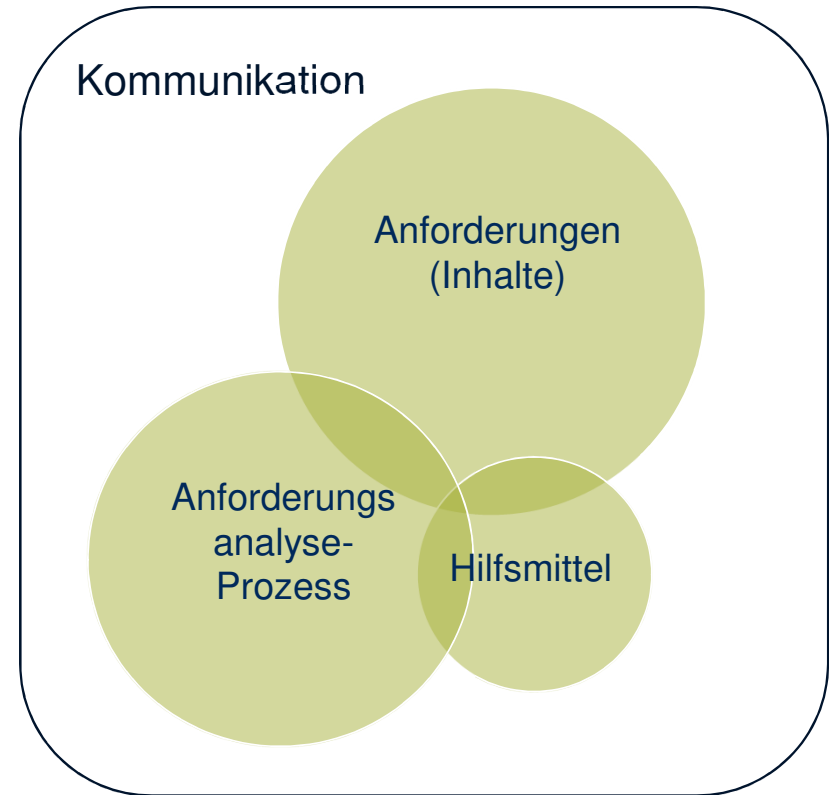 Kommunikation
Anforderungen
(Inhalte)
Anforderungs
analyse-
Prozess
Hilfsmittel